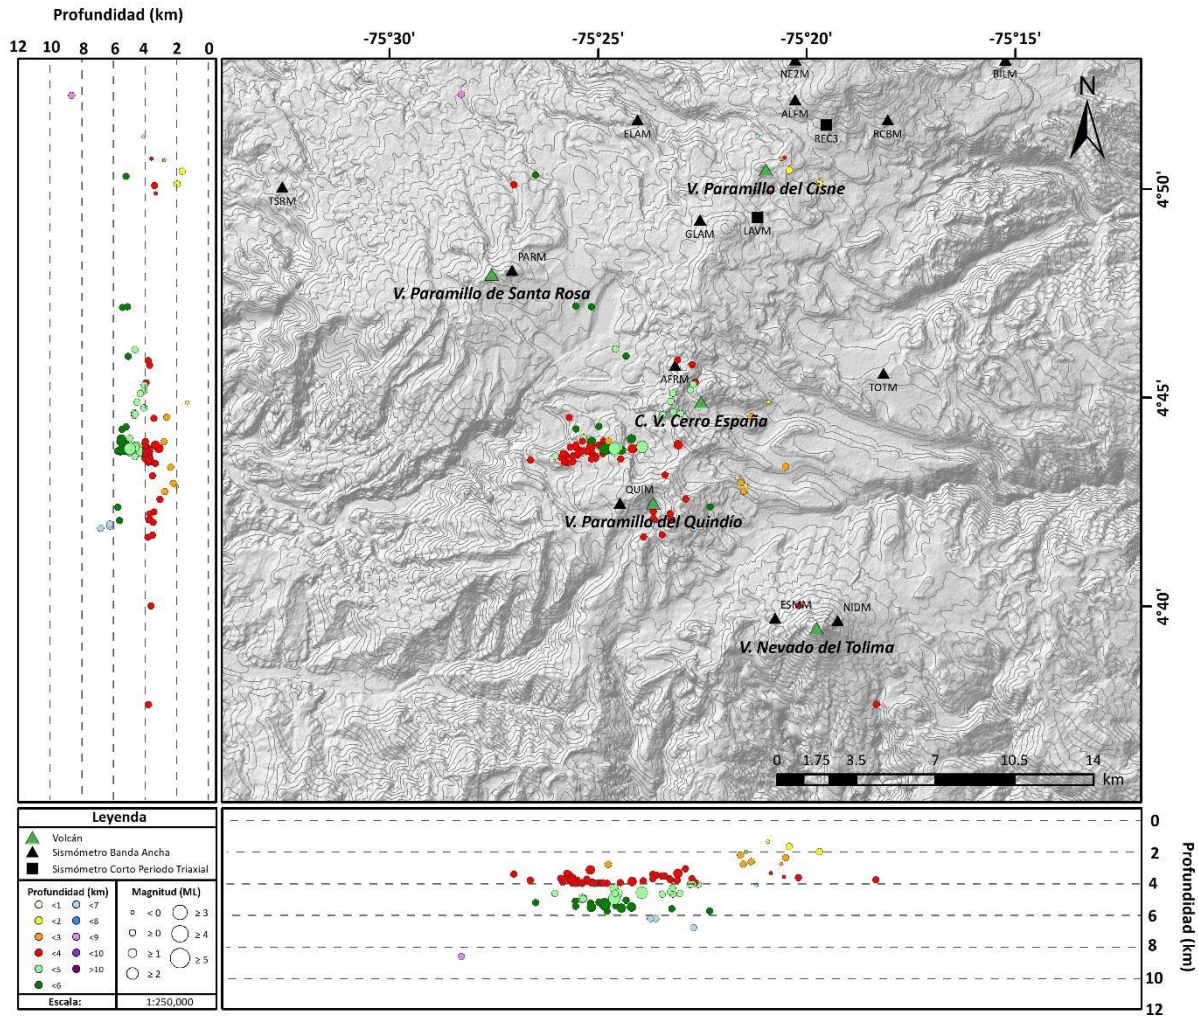 Profundidad (km)
12 10 8 6 4 2 0
-75°30' -75°25' -75°20' -75°15'
NE2M
BILM
N
ALFM
REC3
RCBM
ELAM
4°50'
TSRM
V. Paramillo del Cisne
GLAM
LAVM
PARM
V. Paramillo de Santa Rosa
AFRM
TOTM
4°45'
C. V. Cerro España
QUIM
V. Paramillo del Quindío
4°40'
ESMM
NIDM
V. Nevado del Tolima
0 1.75 3.5 7 10.5 14
km
Leyenda
Volcán
Sismómetro Banda Ancha
Sismómetro Corto Periodo Triaxial
Profundidad (km) Magnitud (ML)
<1 <7 < 0 ≥ 3
<2 <8 ≥ 0 ≥ 4
<3 <9 ≥ 1 ≥ 5
<4 <10 ≥ 2
<5 >10
<6
Escala: 1:250,000
0
2
4
6
8
10
12
Profundidad (km)